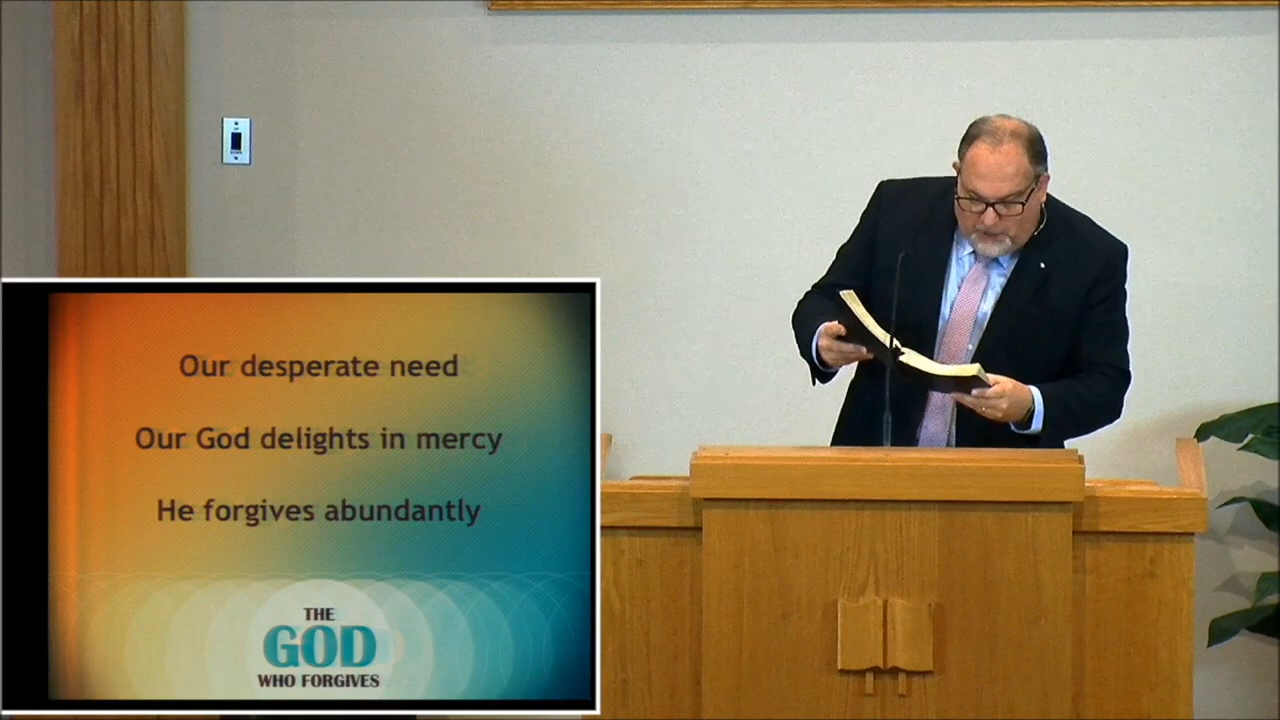 Our desperate need
Our God delights in mercy
He forgives abundantly
THE
GOD
WHO FORGIVES